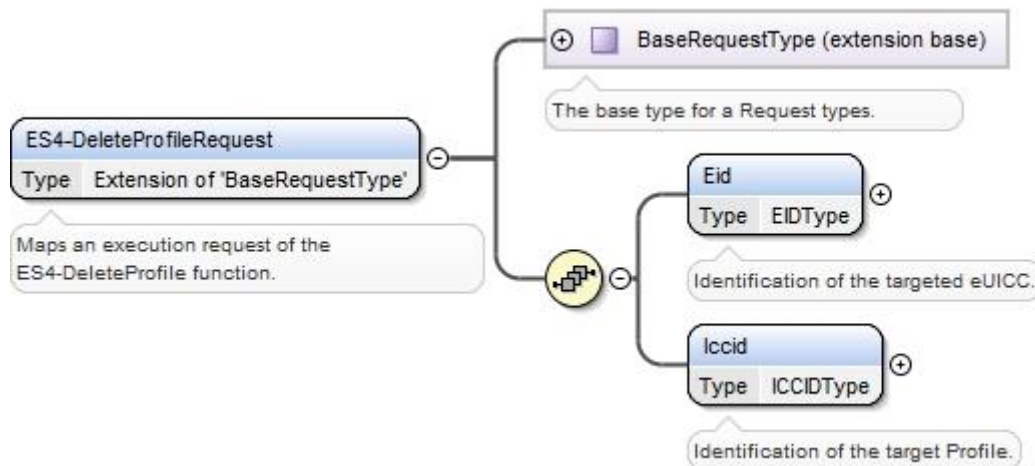 BaseRequestType (extension base)
The base type for a Request types.
ES4-DeleteProfileRequest
Type Extension of 'BaseRequestType'
Maps an execution request of the
ES4-DeleteProfile function.
Eid
Type EIDType
Identification of the targeted eUICC.
Iccid
Type ICCIDType
Identification of the target Profile.